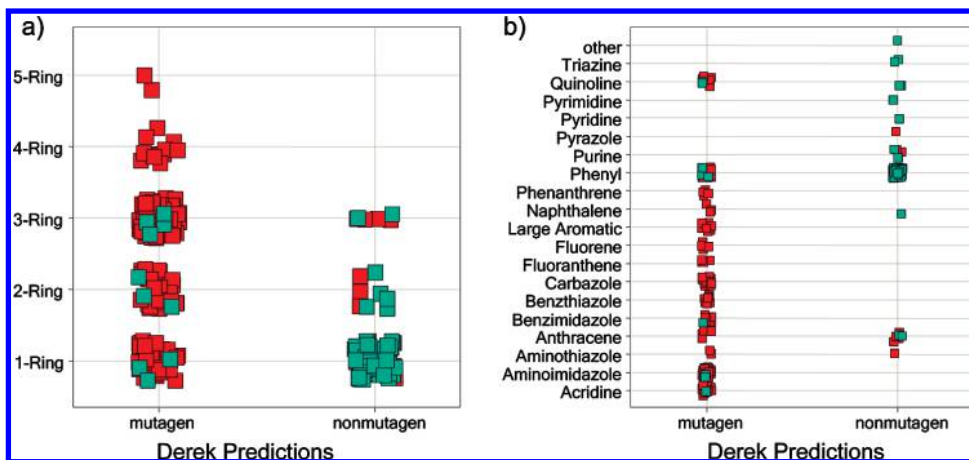 a)
5-Ring
4-Ring
3-Ring
2-Ring
1-Ring
mutagen
nonmutagen
Derek Predictions
b)
other
Triazine
Quinoline
Pyrimidine
Pyridine
Pyrazole
Purine
Phenyl
Phenanthrene
Naphthalene
Large Aromatic
Fluorene
Fluoranthene
Carbazole
Benzthiazole
Benzimidazole
Anthracene
Aminothiazole
Aminoimidazole
Acridine
mutagen
nonmutagen
Derek Predictions